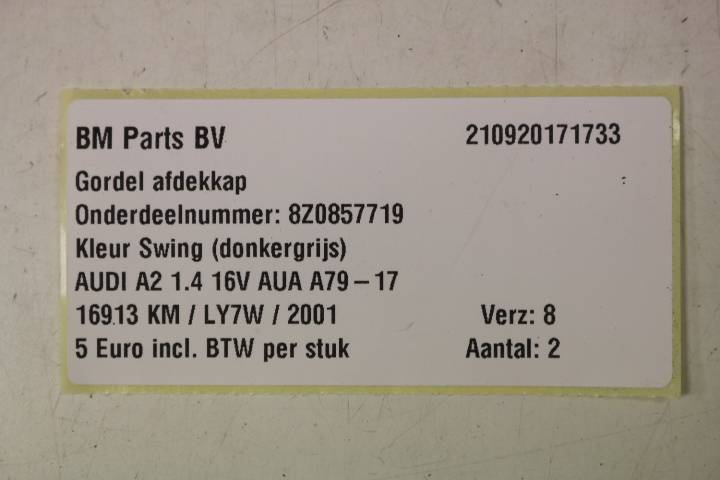 BM Parts BV 210920171733
Gordel afdekkap
Onderdeelnummer: 8Z0857719
Kleur Swing (donkergrijs)
AUDI A2 1.4 16V AUA A79-17
16913 KM / LY7W / 2001 Verz: 8
5 Euro incl. BTW per stuk Aantal: 2